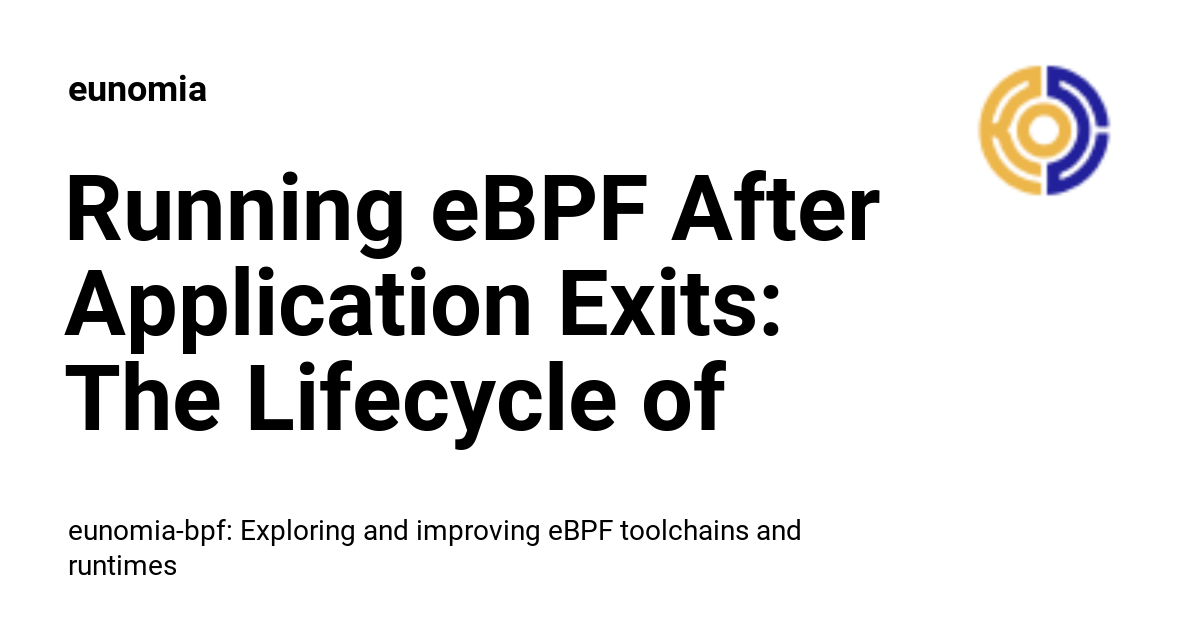 eunomia
Running eBPF After
Application Exits:
The Lifecycle of
eunomia-bpf: Exploring and improving eBPF toolchains and
runtimes